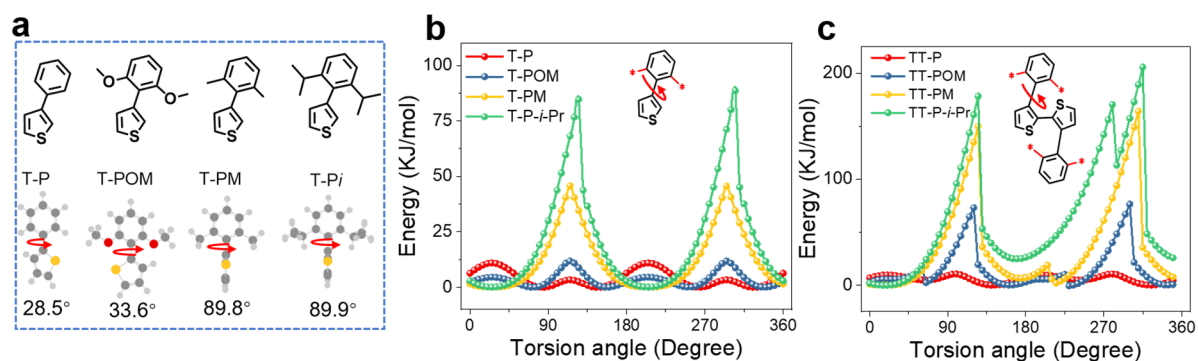 a
O
O
S
S
S
S
T-P
T-POM
T-PM
T-Pi
28.5°
33.6°
89.8°
89.9°
b
T-P
T-POM
T-PM
T-P-i-Pr
*
*
S
100
75
50
25
0
Energy (KJ/mol)
0 90 180 270 360
Torsion angle (Degree)
c
TT-P
TT-POM
TT-PM
TT-P-i-Pr
*
*
S
S
*
*
200
100
0
Energy (KJ/mol)
0 90 180 270 360
Torsion angle (Degree)